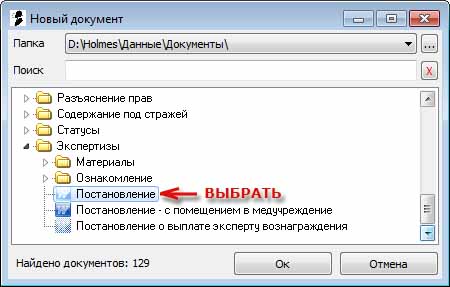 Новый документ
Папка D:\Holmes\Данные\Документы\ ...
Поиск X
Разъяснение прав
Содержание под стражей
Статусы
Экспертизы
Материалы
Ознакомление
Постановление ВЫБРАТЬ
Постановление - с помещением в медучреждение
Постановление о выплате эксперту вознаграждения
Найдено документов: 129 Ок Отмена